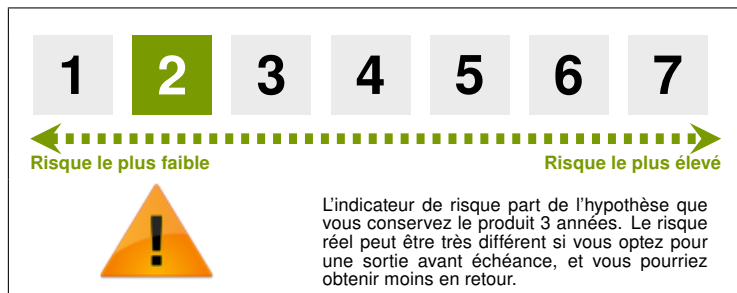 1 2 3 4 5 6 7
Risque le plus faible Risque le plus élevé
!
L'indicateur de risque part de l'hypothèse que
vous conservez le produit 3 années. Le risque
réel peut être très différent si vous optez pour
une sortie avant échéance, et vous pourriez
obtenir moins en retour.